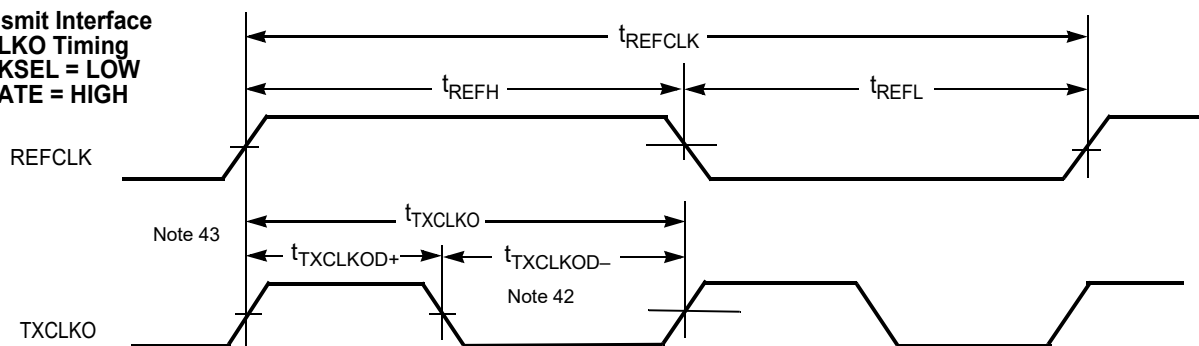 smit Interface
LKO Timing
KSEL = LOW
ATE = HIGH
tREFCLK
tREFH
tREFL
REFCLK
tTXCLKO
Note 43
tTXCLKOD+
tTXCLKOD–
Note 42
TXCLKO